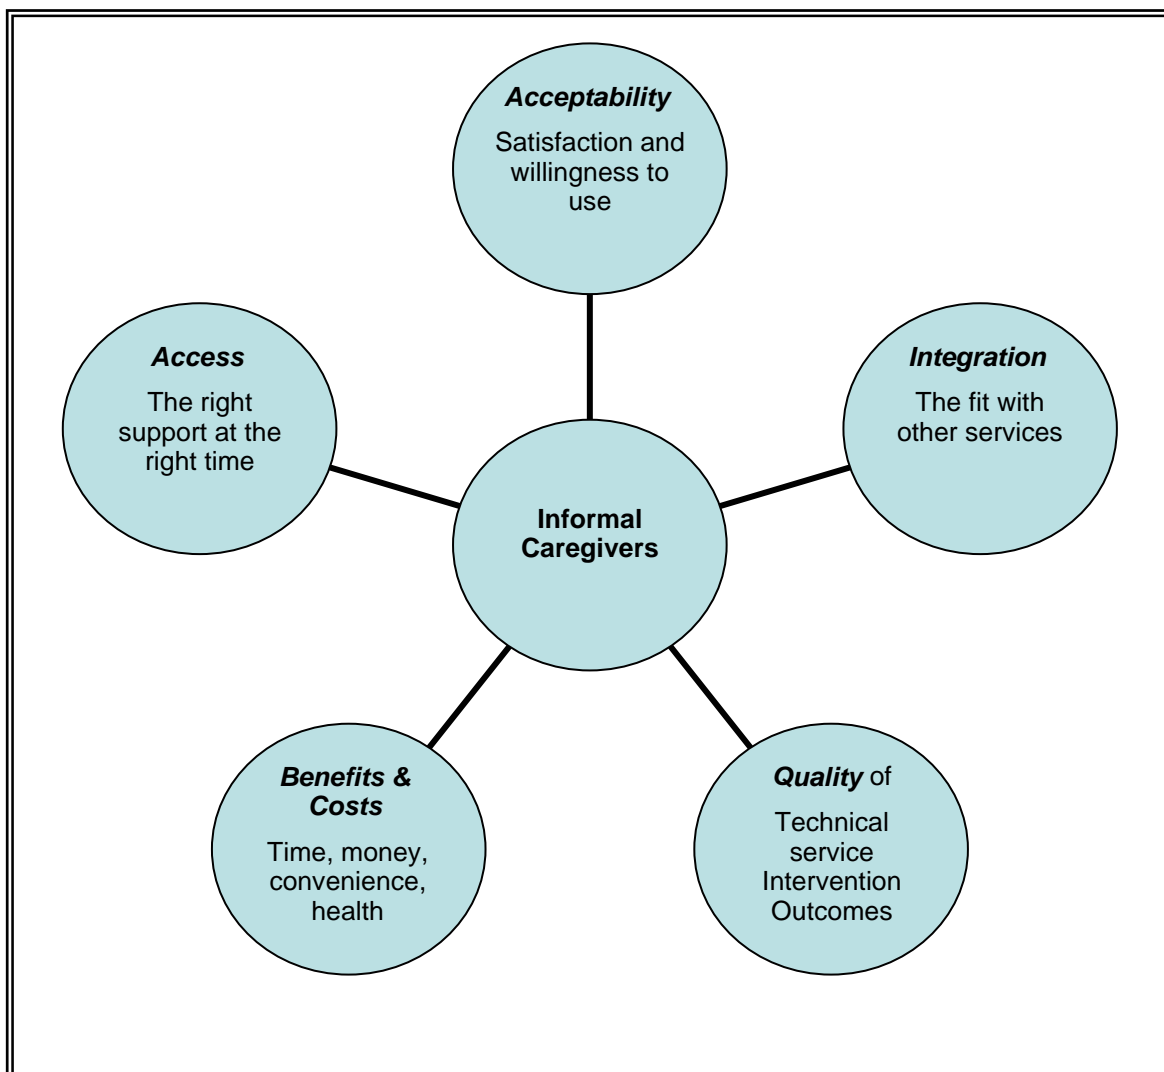 Acceptability
Satisfaction and
willingness to
use
Access
The right
support at the
right time
Integration
The fit with
other services
Informal
Caregivers
Benefits &
Costs
Time, money,
convenience,
health
Quality of
Technical
service
Intervention
Outcomes